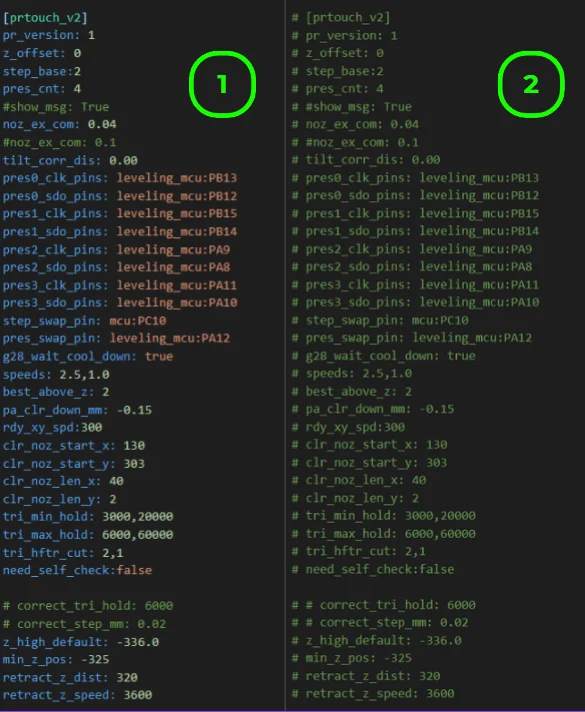 [prtouch_v2]
pr_version: 1
z_offset: 0
step_base:2
pres_cnt: 4
#show_msg: True
noz_ex_com: 0.04
#noz_ex_com: 0.1
tilt_corr_dis: 0.00
pres0_clk_pins: leveling_mcu:PB13
pres0_sdo_pins: leveling_mcu:PB12
pres1_clk_pins: leveling_mcu:PB15
pres1_sdo_pins: leveling_mcu:PB14
pres2_clk_pins: leveling_mcu:PA9
pres2_sdo_pins: leveling_mcu:PA8
pres3_clk_pins: leveling_mcu:PA11
pres3_sdo_pins: leveling_mcu:PA10
step_swap_pin: mcu:PC10
pres_swap_pin: leveling_mcu:PA12
g28_wait_cool_down: true
speeds: 2.5,1.0
best_above_z: 2
pa_clr_down_mm: -0.15
rdy_xy_spd:300
clr_noz_start_x: 130
clr_noz_start_y: 303
clr_noz_len_x: 40
clr_noz_len_y: 2
tri_min_hold: 3000,20000
tri_max_hold: 6000,60000
tri_hftr_cut: 2,1
need_self_check:false
# correct_tri_hold: 6000
# correct_step_mm: 0.02
z_high_default: -336.0
min_z_pos: -325
retract_z_dist: 320
retract_z_speed: 3600
1
# [prtouch_v2]
# pr_version: 1
# z_offset: 0
# step_base:2
# pres_cnt: 4
# #show_msg: True
# noz_ex_com: 0.04
# #noz_ex_com: 0.1
# tilt_corr_dis: 0.00
# pres0_clk_pins: leveling_mcu:PB13
# pres0_sdo_pins: leveling_mcu:PB12
# pres1_clk_pins: leveling_mcu:PB15
# pres1_sdo_pins: leveling_mcu:PB14
# pres2_clk_pins: leveling_mcu:PA9
# pres2_sdo_pins: leveling_mcu:PA8
# pres3_clk_pins: leveling_mcu:PA11
# pres3_sdo_pins: leveling_mcu:PA10
# step_swap_pin: mcu:PC10
# pres_swap_pin: leveling_mcu:PA12
# g28_wait_cool_down: true
# speeds: 2.5,1.0
# best_above_z: 2
# pa_clr_down_mm: -0.15
# rdy_xy_spd:300
# clr_noz_start_x: 130
# clr_noz_start_y: 303
# clr_noz_len_x: 40
# clr_noz_len_y: 2
# tri_min_hold: 3000,20000
# tri_max_hold: 6000,60000
# tri_hftr_cut: 2,1
# need_self_check:false
# # correct_tri_hold: 6000
# # correct_step_mm: 0.02
# z_high_default: -336.0
# min_z_pos: -325
# retract_z_dist: 320
# retract_z_speed: 3600
2